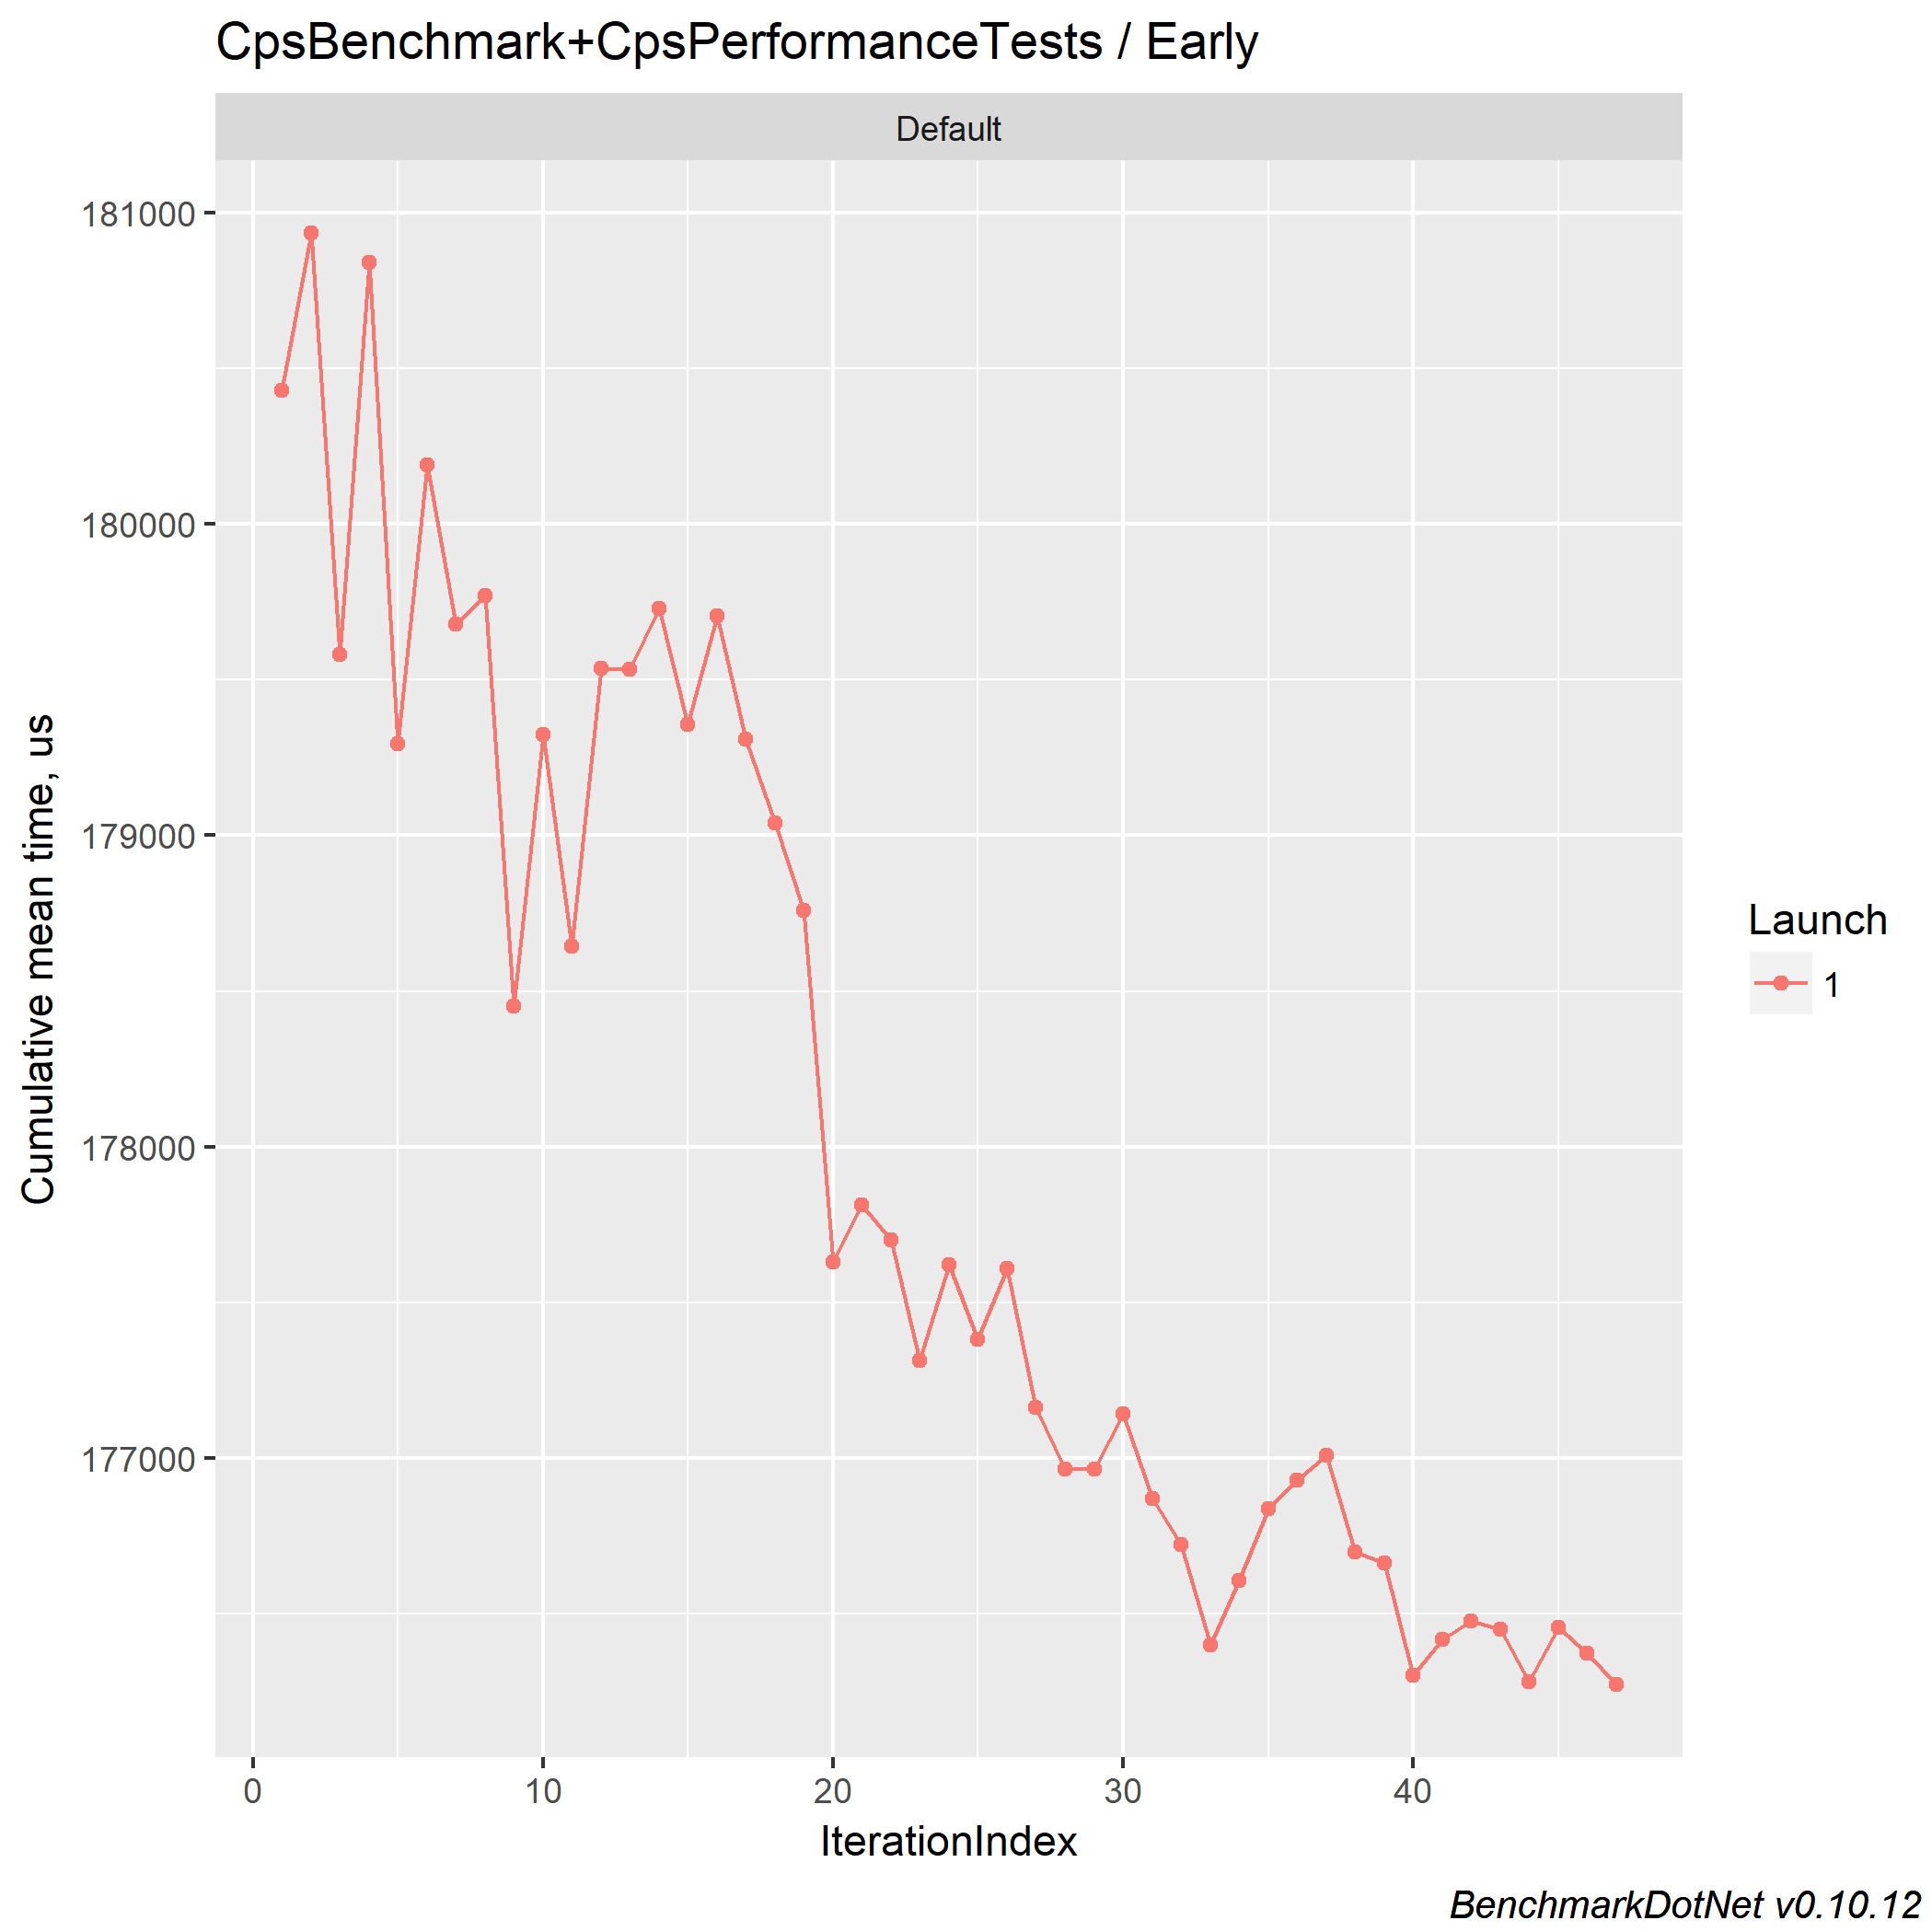 CpsBenchmark+CpsPerformanceTests / Early
Default
181000
180000
179000
178000
177000
Cumulative mean time, us
0 10 20 30 40
IterationIndex
Launch
1
BenchmarkDotNet v0.10.12